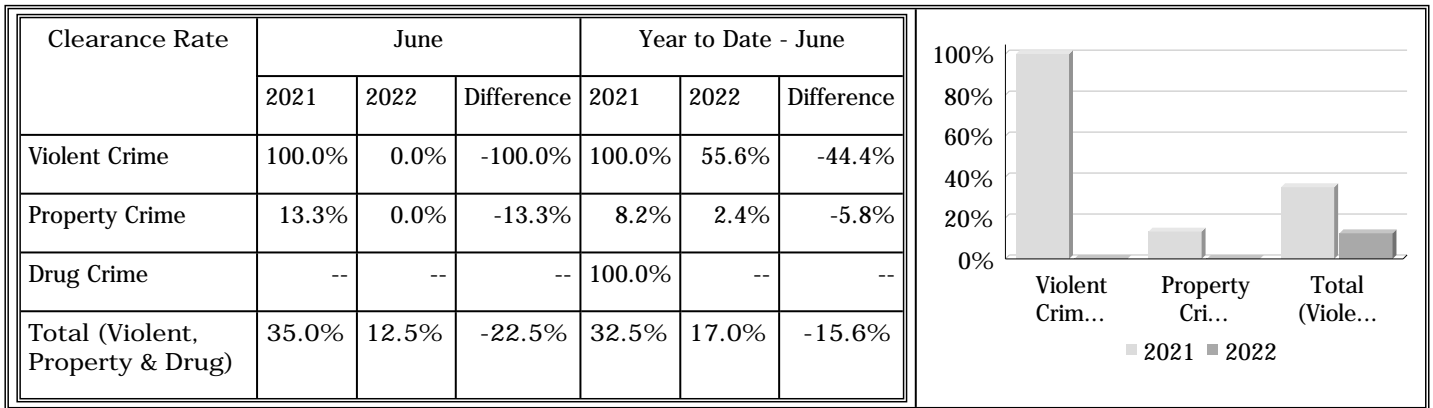 Clearance Rate June Year to Date - June
2021 2022 Difference 2021 2022 Difference
Violent Crime 100.0% 0.0% -100.0% 100.0% 55.6% -44.4%
Property Crime 13.3% 0.0% -13.3% 8.2% 2.4% -5.8%
Drug Crime -- -- -- 100.0% -- --
Total (Violent, 35.0% 12.5% -22.5% 32.5% 17.0% -15.6%
Property & Drug)
100%
80%
60%
40%
20%
0%
Violent Property Total
Crim... Cri... (Viole...
2021 2022